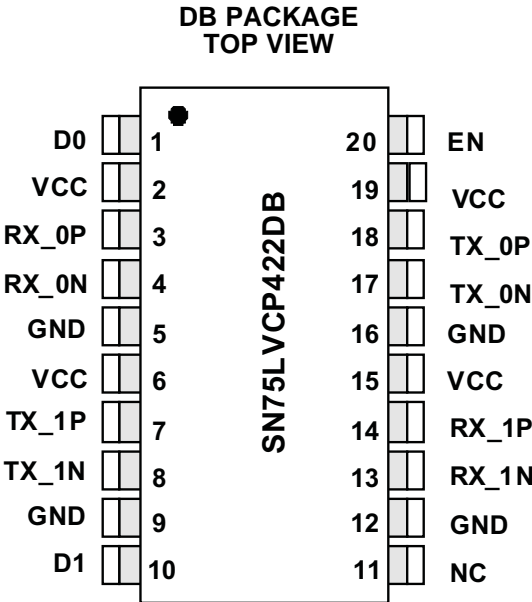 DB PACKAGE
TOP VIEW
D0 1 20 EN
VCC 2 19 VCC
RX_0P 3 18 TX_0P
RX_0N 4 17 TX_0N
GND 5 16 GND
VCC 6 15 VCC
TX_1P 7 14 RX_1P
TX_1N 8 13 RX_1N
GND 9 12 GND
D1 10 11 NC
SN75LVCP422DB